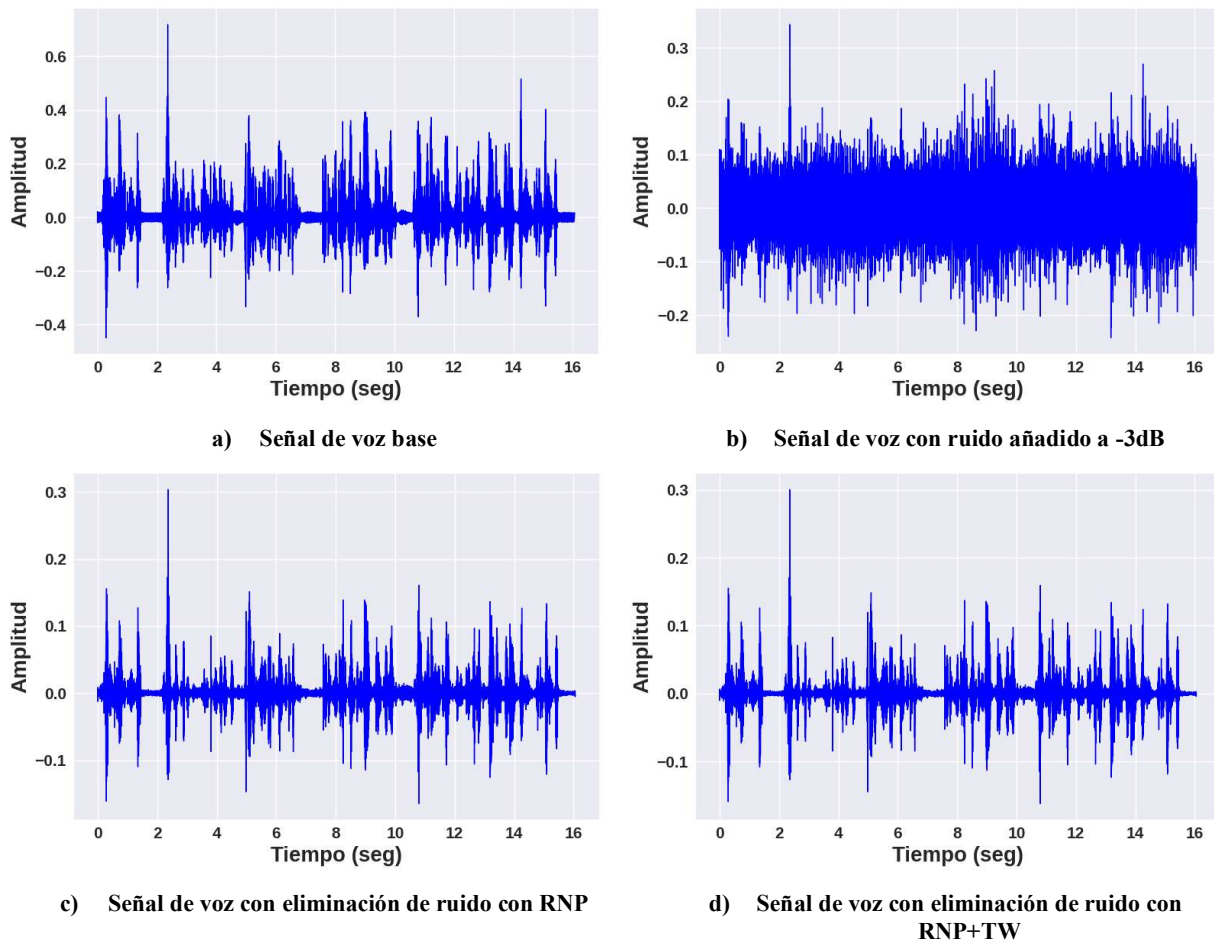 0.6
0.4
0.2
0.0
−0.2
−0.4
Amplitud
0 2 4 6 8 10 12 14 16
Tiempo (seg)
a) Señal de voz base
0.3
0.2
0.1
0.0
−0.1
−0.2
Amplitud
0 2 4 6 8 10 12 14 16
Tiempo (seg)
b) Señal de voz con ruido añadido a -3dB
0.3
0.2
0.1
0.0
−0.1
Amplitud
0 2 4 6 8 10 12 14 16
Tiempo (seg)
c) Señal de voz con eliminación de ruido con RNP
0.3
0.2
0.1
0.0
−0.1
Amplitud
0 2 4 6 8 10 12 14 16
Tiempo (seg)
d) Señal de voz con eliminación de ruido con
RNP+TW